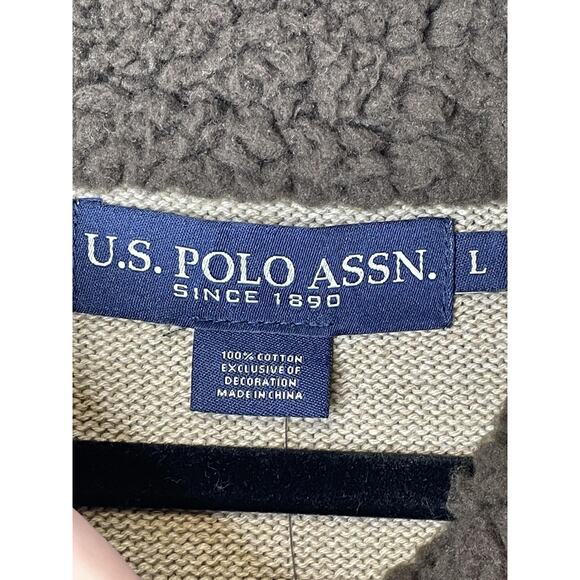 U.S. POLO ASSN.
SINCE 1890
L
100% COTTON
EXCLUSIVE OF
DECORATION
MADE IN CHINA